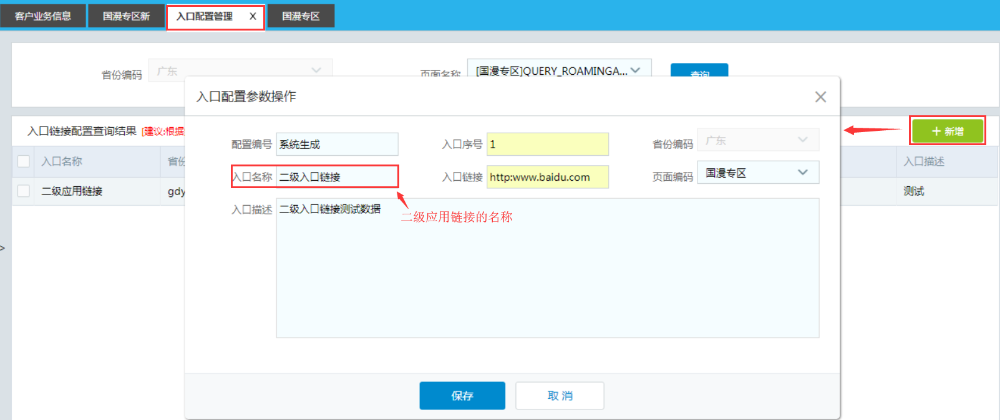 客户业务信息 国漫专区新 入口配置管理 X 国漫专区
省份编码 广东 页面名称 [国漫专区]QUERY_ROAMINGA... 查询
入口配置参数操作
入口链接配置查询结果 [建议:根据 + 新增
配置编号 系统生成 入口序号 1 省份编码 广东
入口名称 省份 入口描述
入口名称 二级入口链接 入口链接 http:www.baidu.com 页面编码 国漫专区
二级应用链接 gdy 测试
入口描述 二级入口链接测试数据
二级应用链接的名称
>
保存 取消